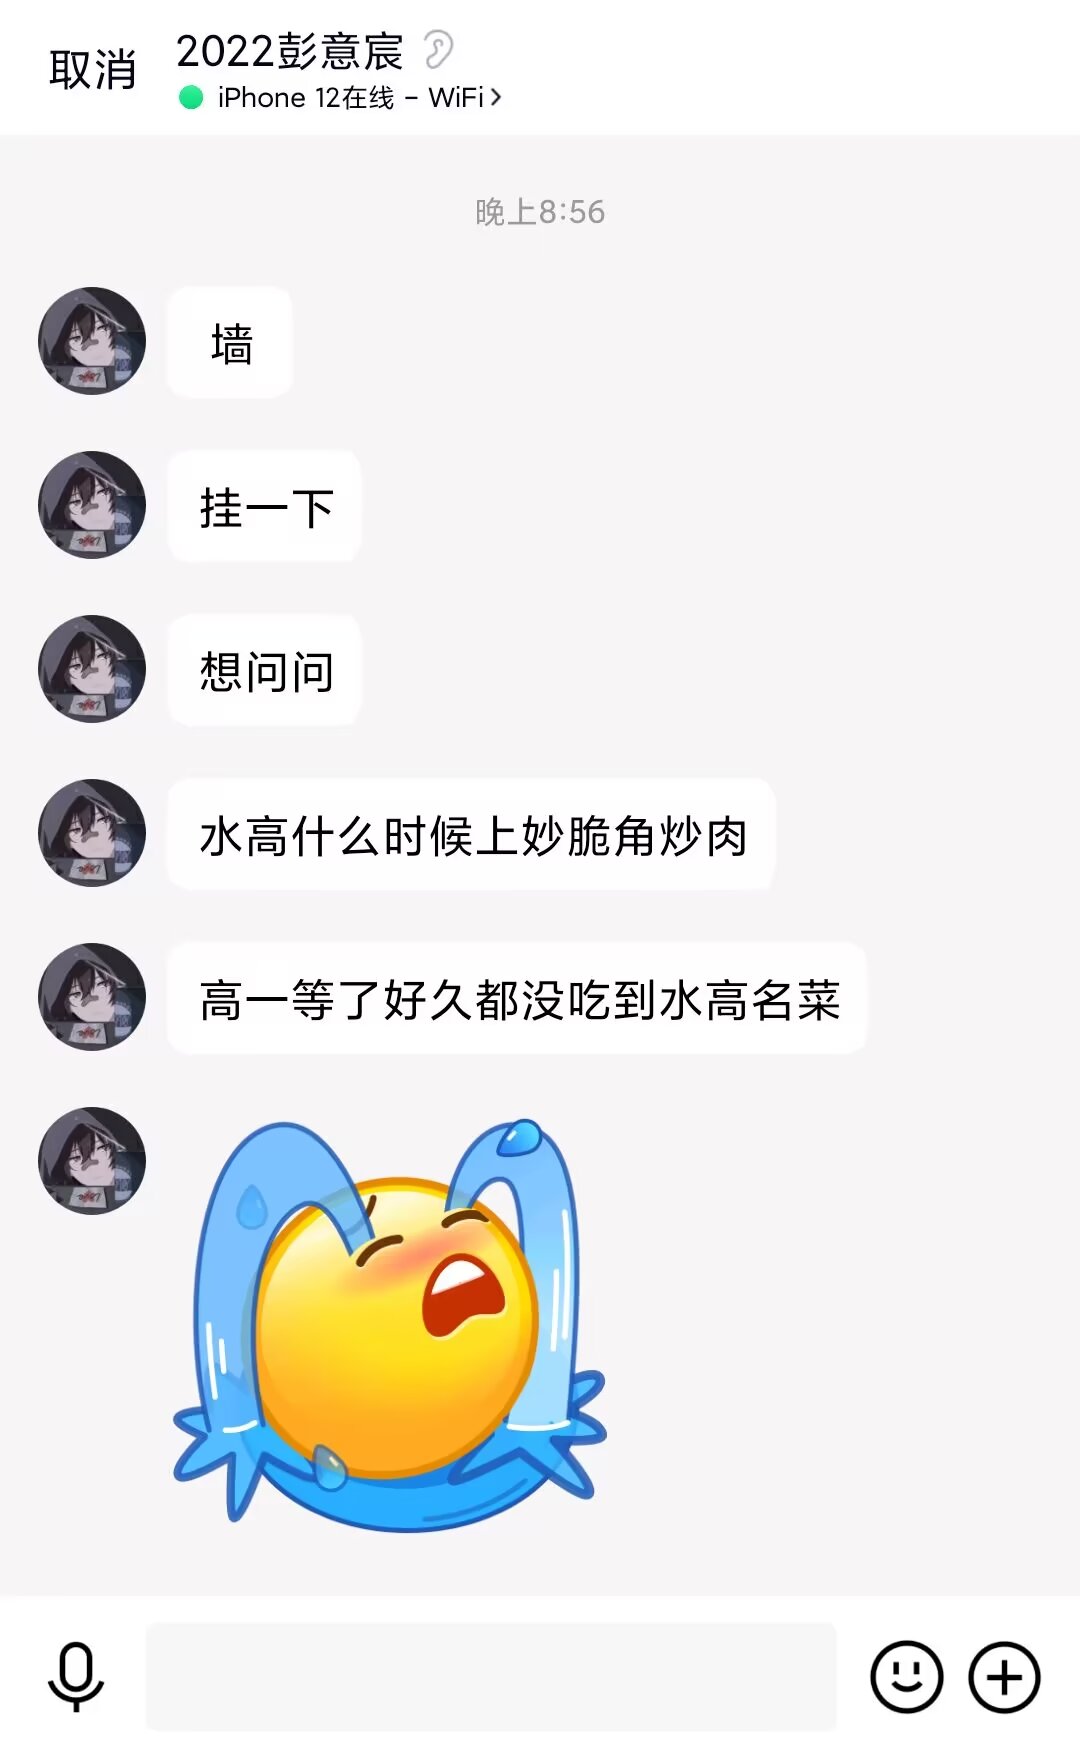 取消
2022彭意宸
iPhone 12在线 - WiFi
晚上8:56
墙
挂一下
想问问
水高什么时候上妙脆角炒肉
高一等了好久都没吃到水高名菜